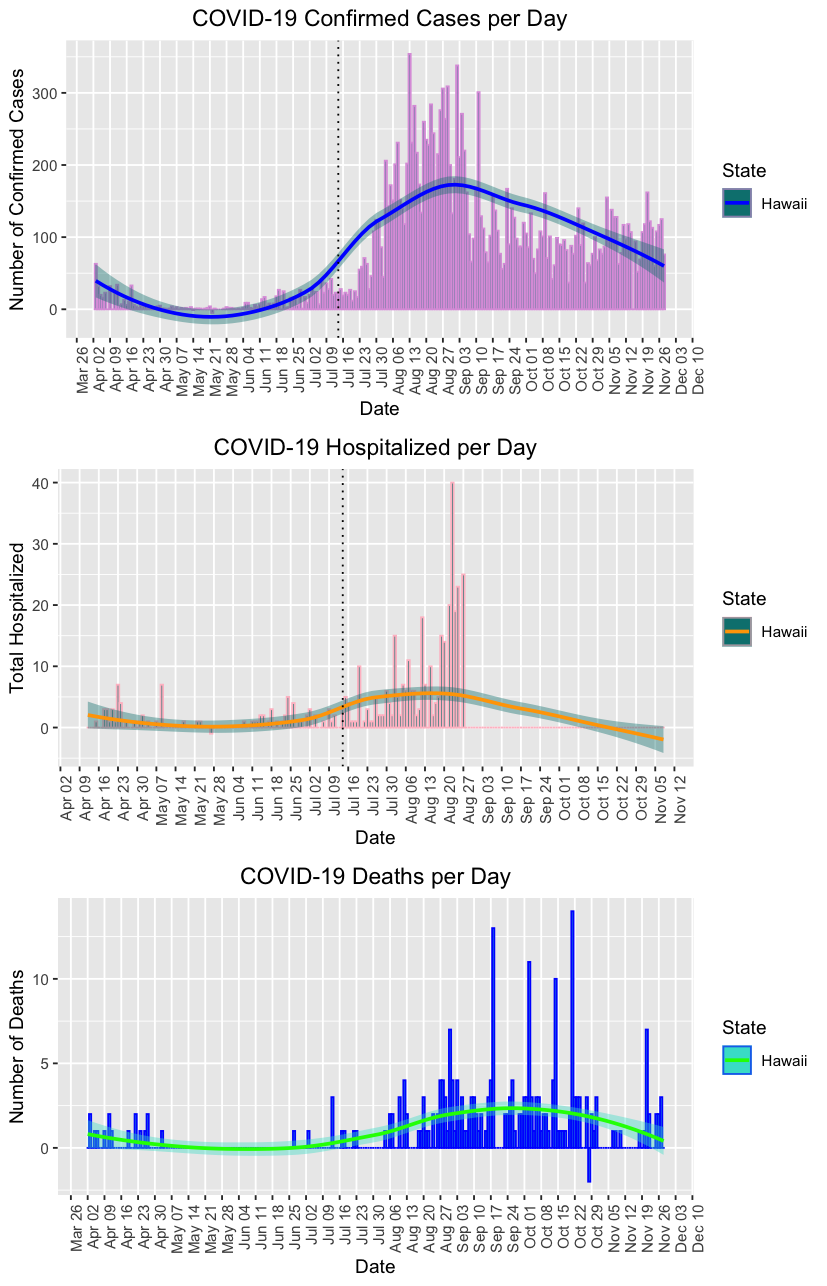 COVID-19 Confirmed Cases per Day
Number of Confirmed Cases
300
200
100
0
Mar 26
Apr 02
Apr 09
Apr 16
Apr 23
Apr 30
May 07
May 14
May 21
May 28
Jun 04
Jun 11
Jun 18
Jun 25
Jul 02
Jul 09
Jul 16
Jul 23
Jul 30
Aug 06
Aug 13
Aug 20
Aug 27
Sep 03
Sep 10
Sep 17
Sep 24
Oct 01
Oct 08
Oct 15
Oct 22
Oct 29
Nov 05
Nov 12
Nov 19
Nov 26
Dec 03
Dec 10
Date
State
Hawaii
COVID-19 Hospitalized per Day
Total Hospitalized
40
30
20
10
0
Apr 02
Apr 09
Apr 16
Apr 23
Apr 30
May 07
May 14
May 21
May 28
Jun 04
Jun 11
Jun 18
Jun 25
Jul 02
Jul 09
Jul 16
Jul 23
Jul 30
Aug 06
Aug 13
Aug 20
Aug 27
Sep 03
Sep 10
Sep 17
Sep 24
Oct 01
Oct 08
Oct 15
Oct 22
Oct 29
Nov 05
Nov 12
Date
State
Hawaii
COVID-19 Deaths per Day
Number of Deaths
10
5
0
Mar 26
Apr 02
Apr 09
Apr 16
Apr 23
Apr 30
May 07
May 14
May 21
May 28
Jun 04
Jun 11
Jun 18
Jun 25
Jul 02
Jul 09
Jul 16
Jul 23
Jul 30
Aug 06
Aug 13
Aug 20
Aug 27
Sep 03
Sep 10
Sep 17
Sep 24
Oct 01
Oct 08
Oct 15
Oct 22
Oct 29
Nov 05
Nov 12
Nov 19
Nov 26
Dec 03
Dec 10
Date
State
Hawaii